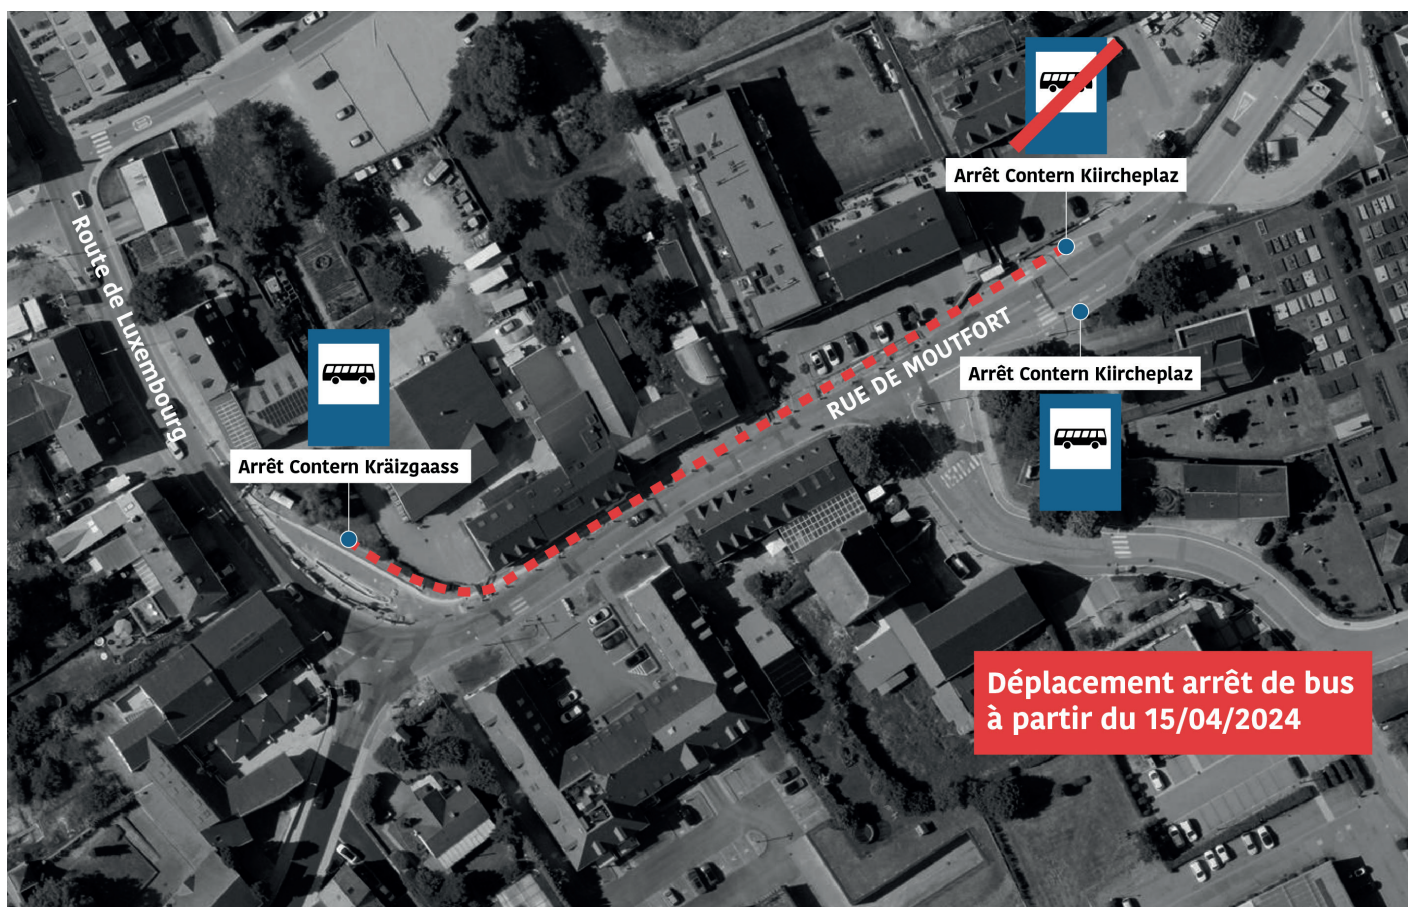 Arrêt Contern Kiircheplaz
Route de Luxembourg
RUE DE MOUTFORT
Arrêt Contern Kiircheplaz
Arrêt Contern Kräizgaass
Déplacement arrêt de bus
à partir du 15/04/2024